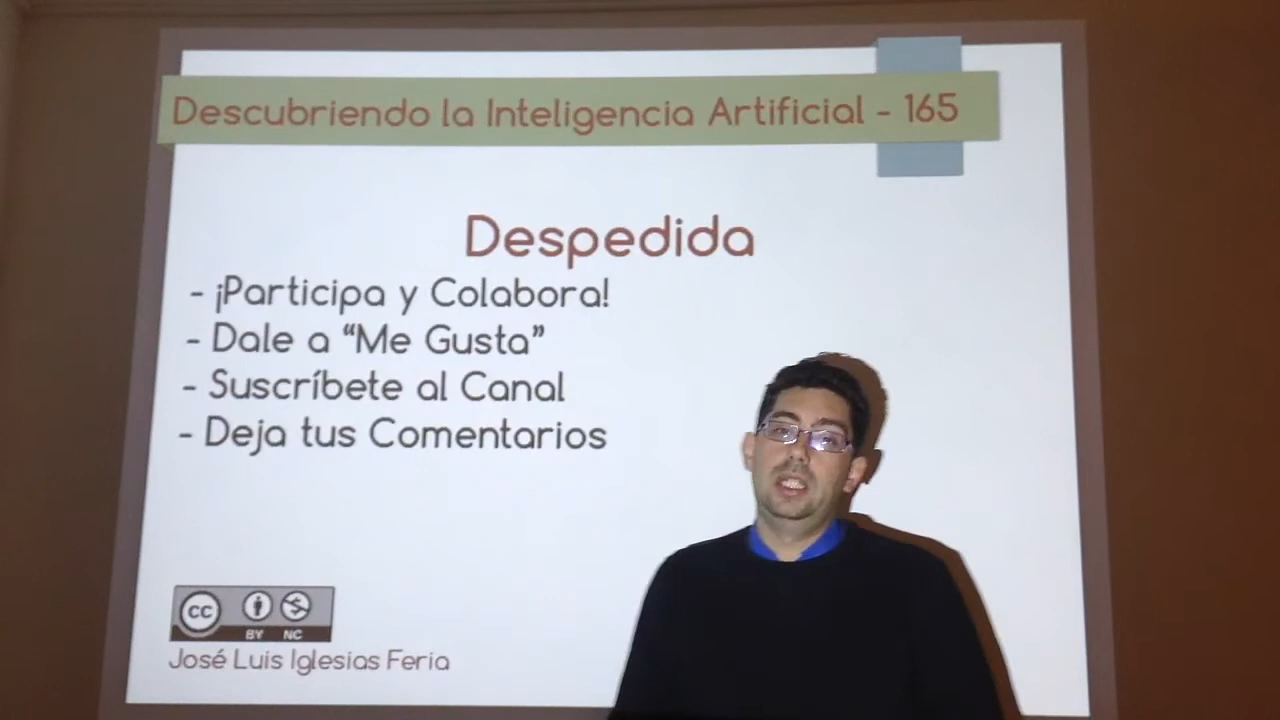 Descubriendo la Inteligencia Artificial - 165
Despedida
- ¡Participa y Colabora!
- Dale a “Me Gusta”
- Suscríbete al Canal
- Deja tus Comentarios
cc
BY NC
José Luis Iglesias Feria